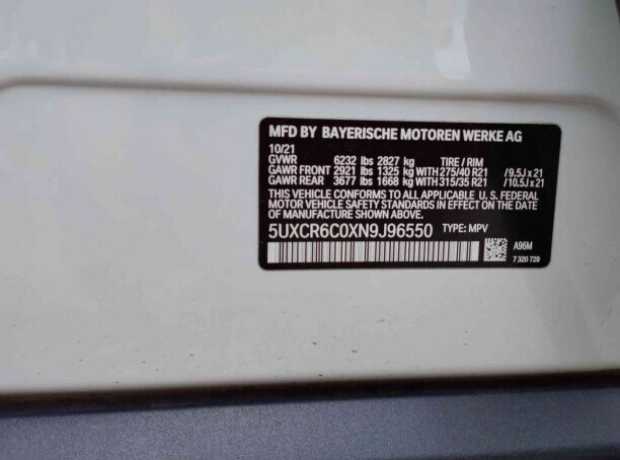 MFD BY BAYERISCHE MOTOREN WERKE AG
10/21
GVWR 6232 lbs 2827 kg TIRE / RIM
GAWR FRONT 2921 lbs 1325 kg WITH 275/40 R21 /9.5J x 21
GAWR REAR 3677 lbs 1668 kg WITH 315/35 R21 /10.5J x 21
THIS VEHICLE CONFORMS TO ALL APPLICABLE U.S. FEDERAL
MOTOR VEHICLE SAFETY STANDARDS IN EFFECT ON THE
DATE OF MANUFACTURE SHOWN ABOVE.
5UXCR6C0XN9J96550 TYPE: MPV
A96M
7 320 729